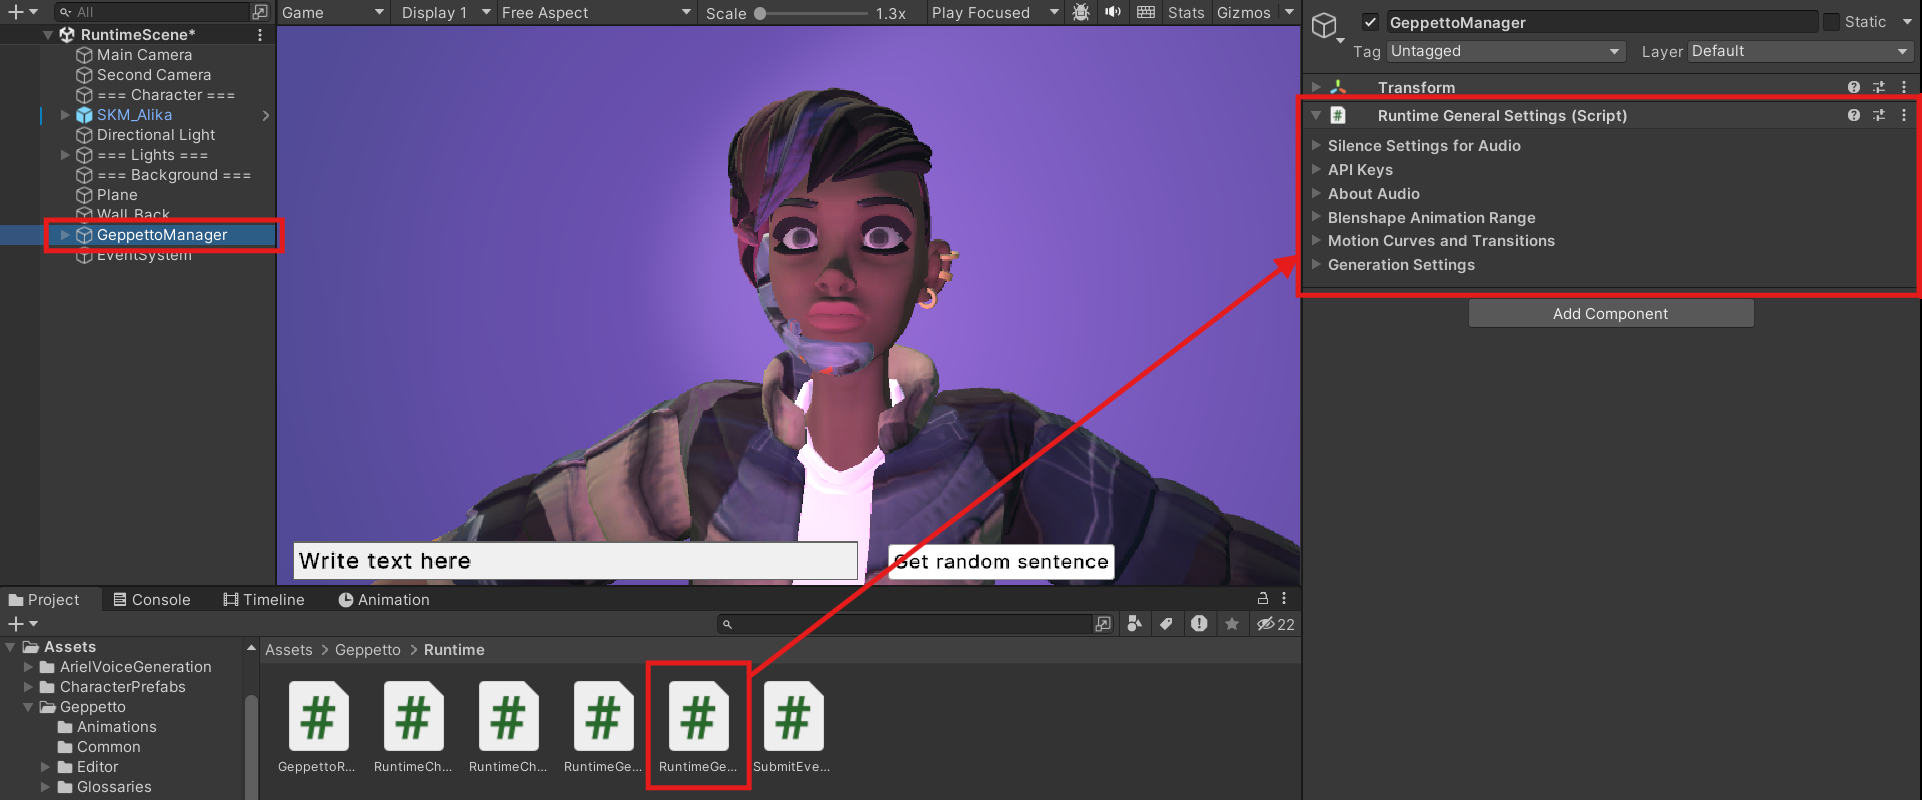 All
Game
Display 1
Free Aspect
Scale
1.3x
Play Focused
Stats
Gizmos
RuntimeScene*
Main Camera
Second Camera
=== Character ===
SKM_Alika
Directional Light
=== Lights ===
=== Background ===
Plane
Wall Back
GeppettoManager
EventSystem
Write text here
Get random sentence
GeppettoManager
Static
Tag
Untagged
Layer
Default
Transform
Runtime General Settings (Script)
Silence Settings for Audio
API Keys
About Audio
Blenshape Animation Range
Motion Curves and Transitions
Generation Settings
Add Component
Project
Console
Timeline
Animation
22
Assets
ArielVoiceGeneration
CharacterPrefabs
Geppetto
Animations
Common
Editor
Glossaries
Assets > Geppetto > Runtime
GeppettoR...
RuntimeCh...
RuntimeCh...
RuntimeGe...
RuntimeGe...
SubmitEve...